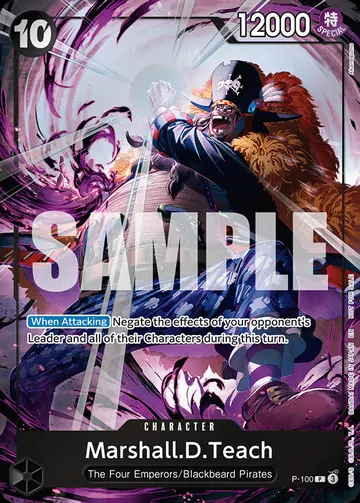 10
12000
特
SPECIAL
SAMPLE
When Attacking Negate the effects of your opponent's
Leader and all of their Characters during this turn.
CHARACTER
Marshall.D.Teach
The Four Emperors/Blackbeard Pirates
P-100 P 3